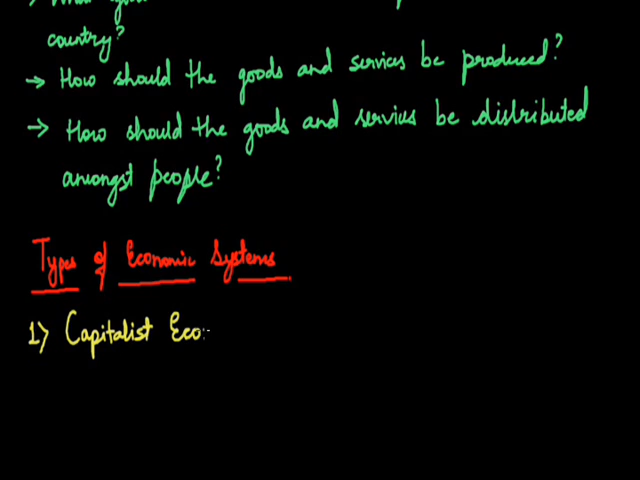 country?
→ How should the goods and services be produced?
→ How should the goods and services be distributed
amongst people?
Types of Economic Systems
1) Capitalist Eco